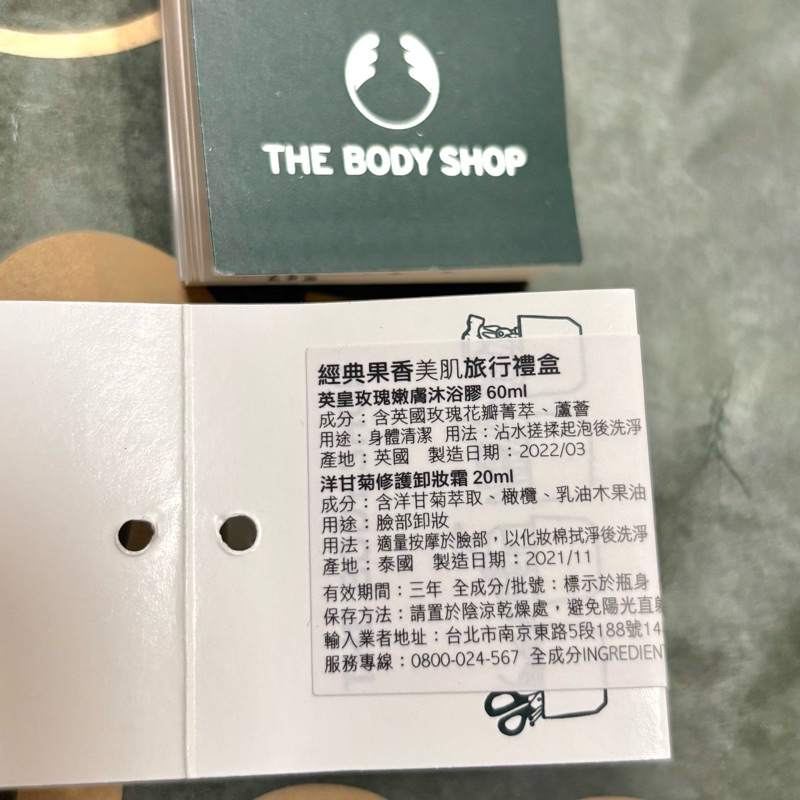 THE BODY SHOP
經典果香美肌旅行禮盒
英皇玫瑰嫩膚沐浴膠 60ml
成分：含英國玫瑰花瓣菁萃、蘆薈
用途：身體清潔 用法：沾水搓揉起泡後洗淨
產地：英國 製造日期：2022/03
洋甘菊修護卸妝霜 20ml
成分：含洋甘菊萃取、橄欖、乳油木果油
用途：臉部卸妝
用法：適量按摩於臉部，以化妝棉拭淨後洗淨
產地：泰國 製造日期：2021/11
有效期間：三年 全成分/批號：標示於瓶身
保存方法：請置於陰涼乾燥處，避免陽光直射
輸入業者地址：台北市南京東路5段188號14
服務專線：0800-024-567 全成分INGREDIENT